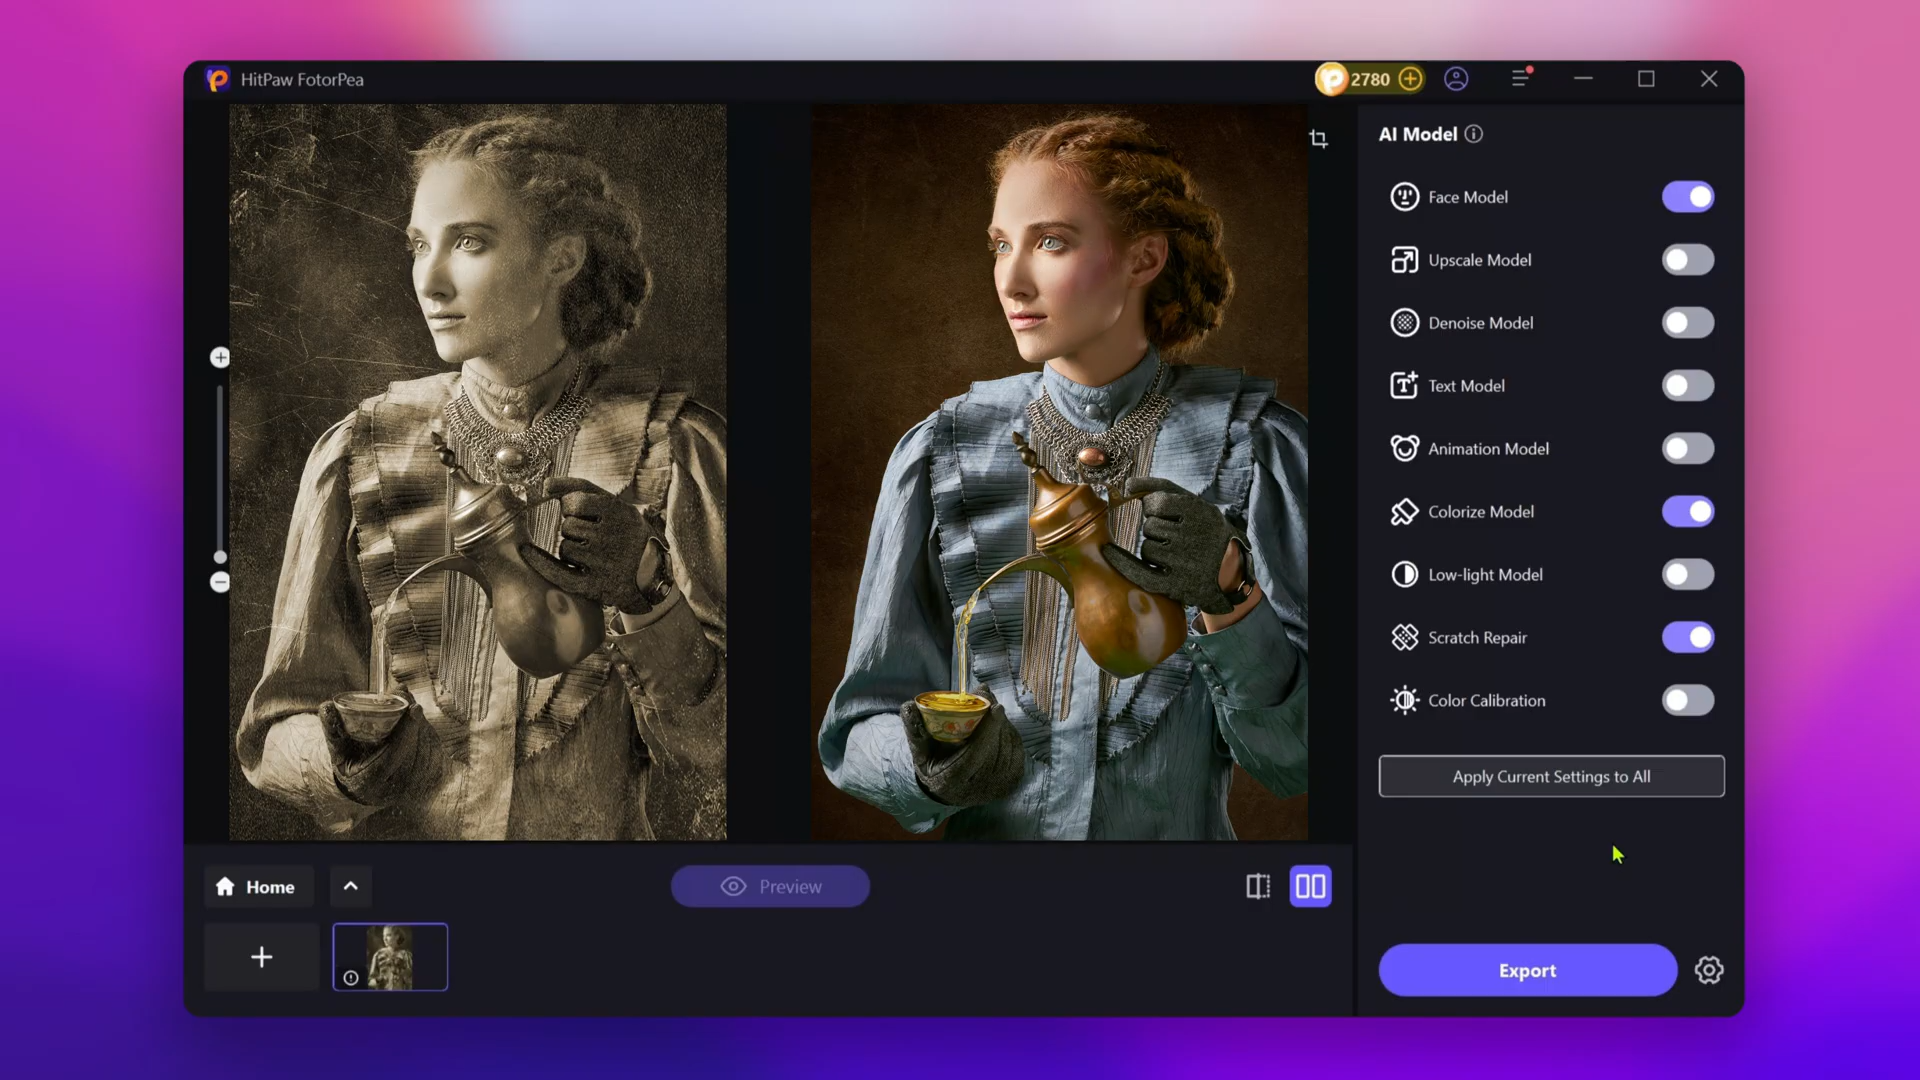 HitPaw FotorPea
2780
AI Model
Face Model
Upscale Model
Denoise Model
Text Model
Animation Model
Colorize Model
Low-light Model
Scratch Repair
Color Calibration
Apply Current Settings to All
Home
Preview
Export